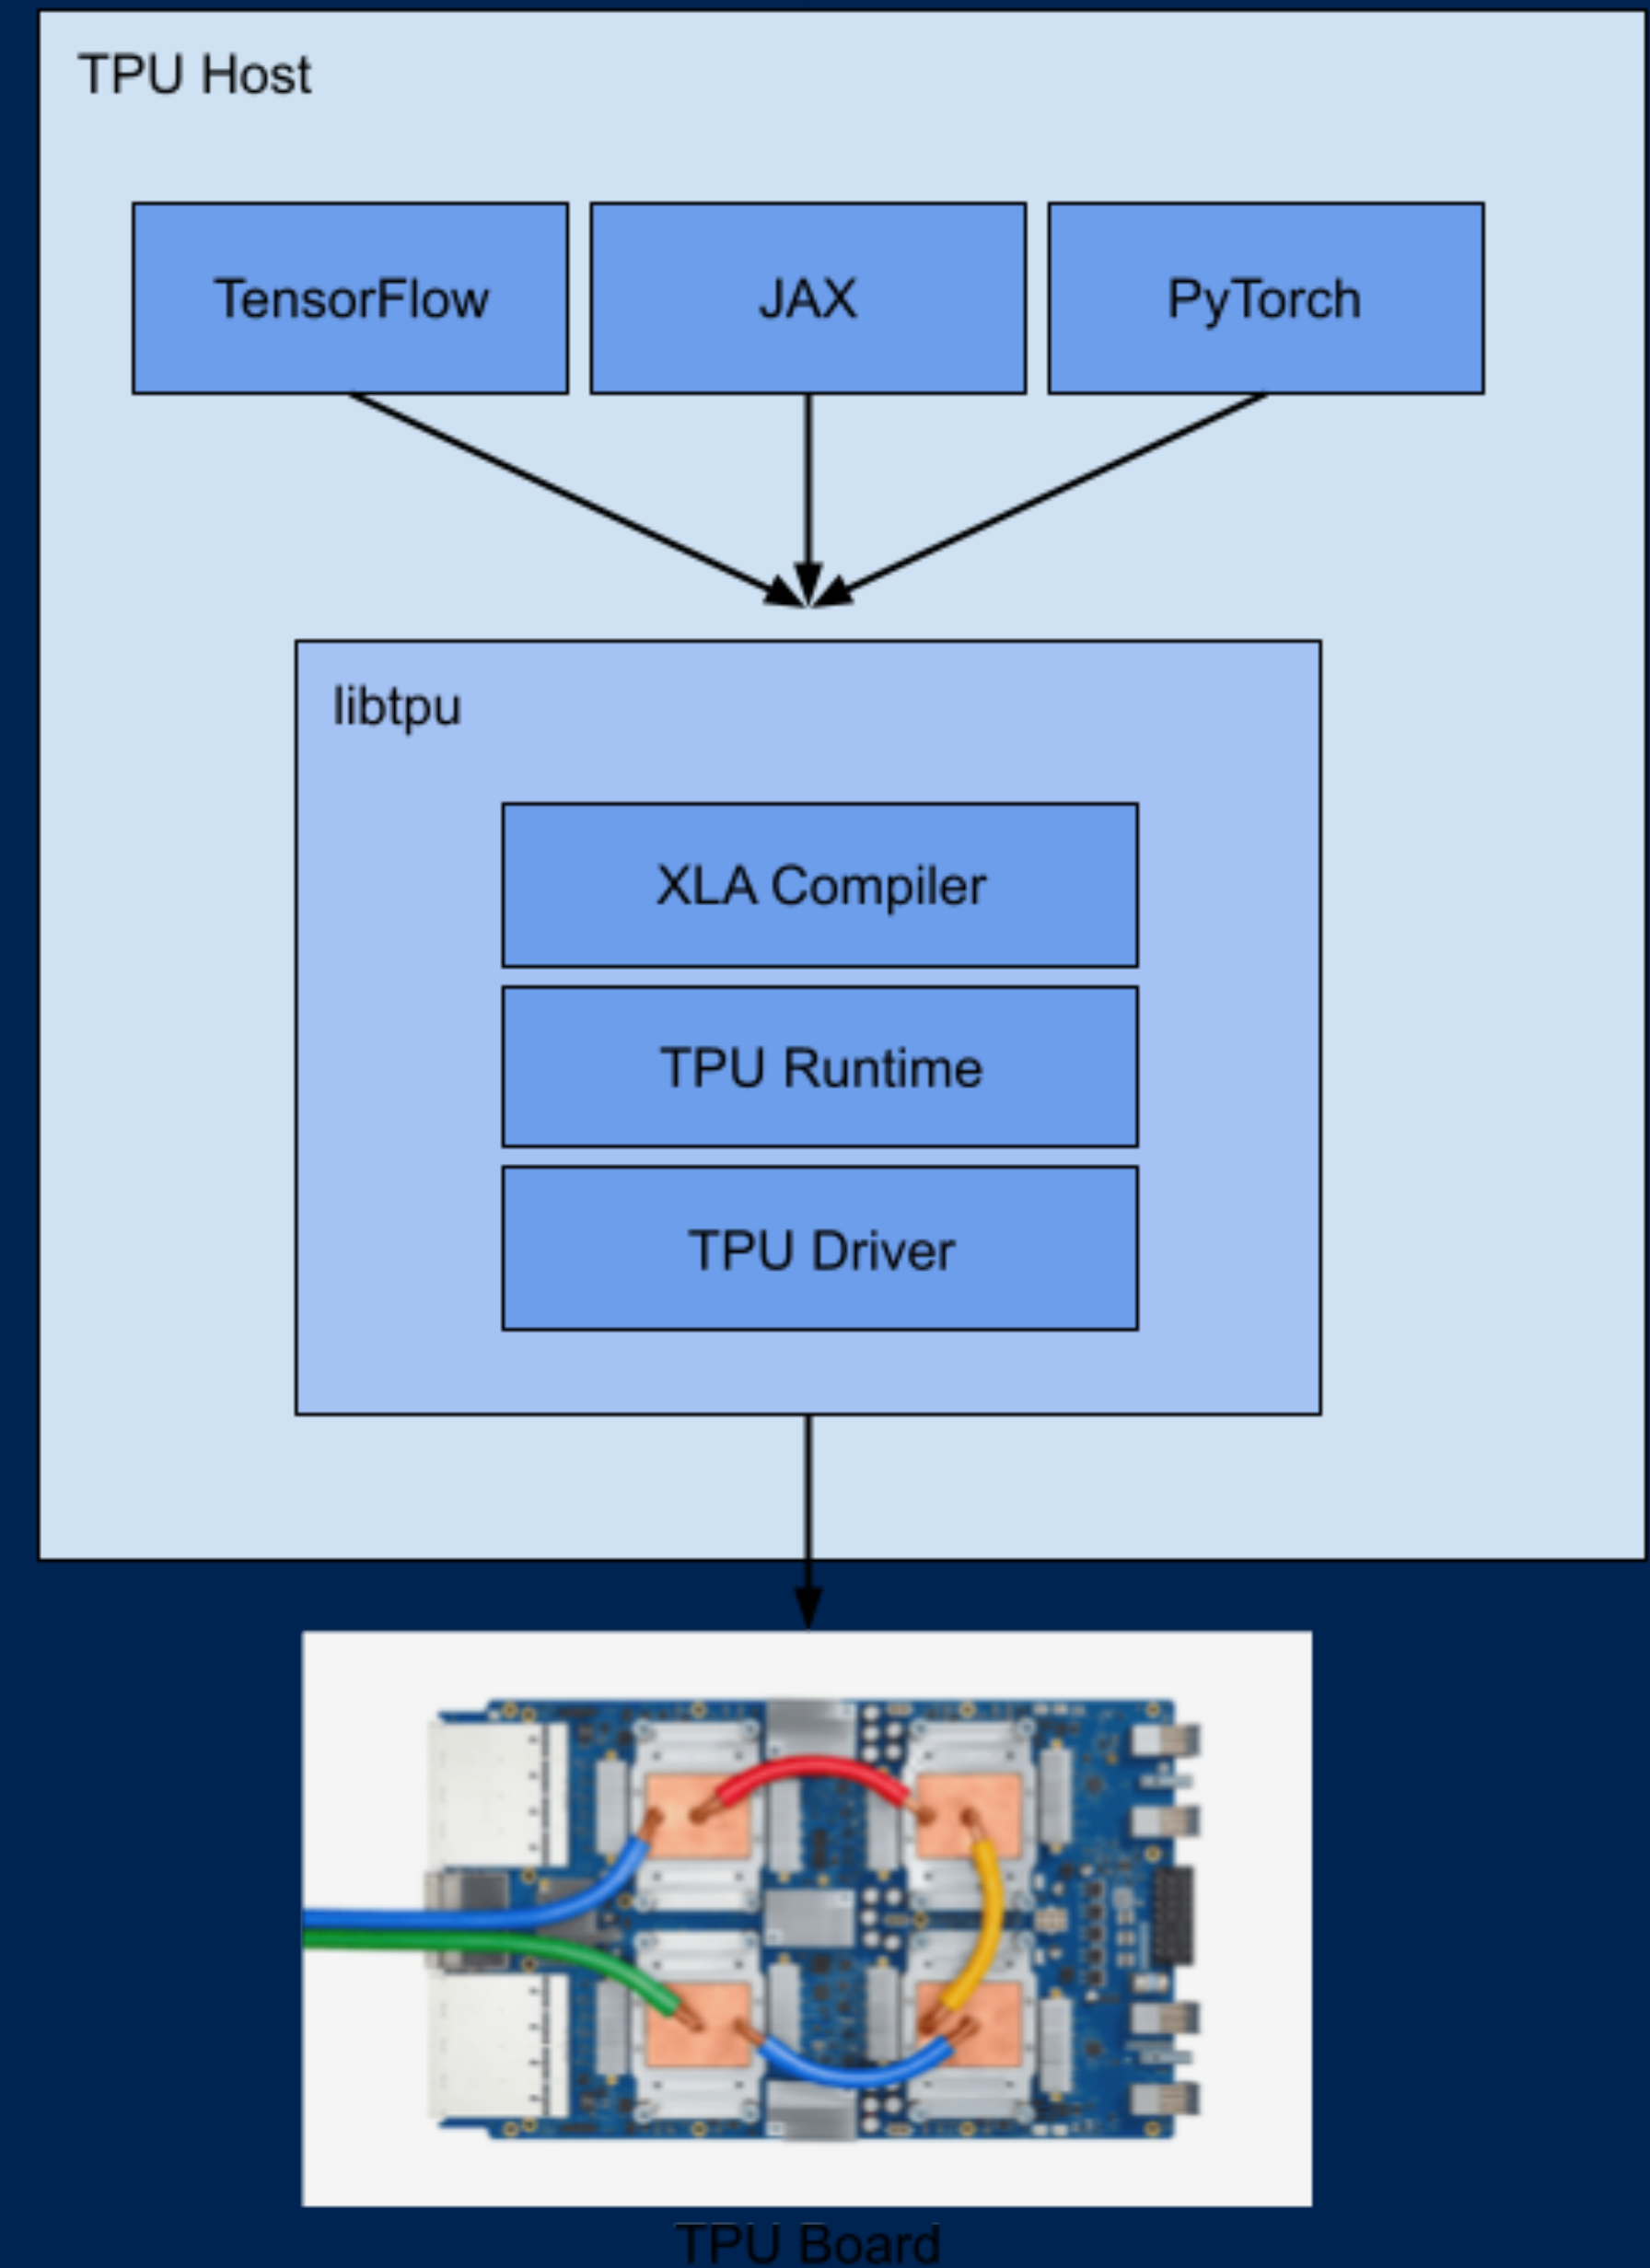 TPU Host
TensorFlow
JAX
PyTorch
libtpu
XLA Compiler
TPU Runtime
TPU Driver
TPU Board